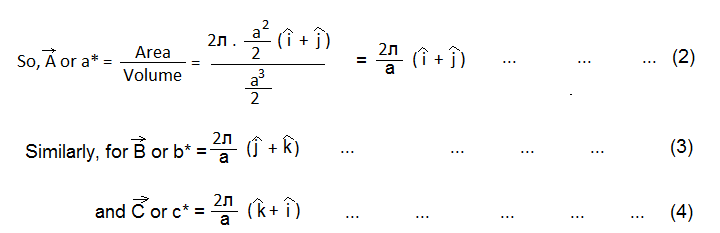 So, A⃗ or a* = Area/Volume = (2л . a²/2 (î + ĵ)) / (a³/2) = 2л/a (î + ĵ) ... ... ... (2)
Similarly, for B⃗ or b* = 2л/a (ĵ + k̂) ... ... ... ... (3)
and C⃗ or c* = 2л/a (k̂ + î) ... ... ... ... ... (4)